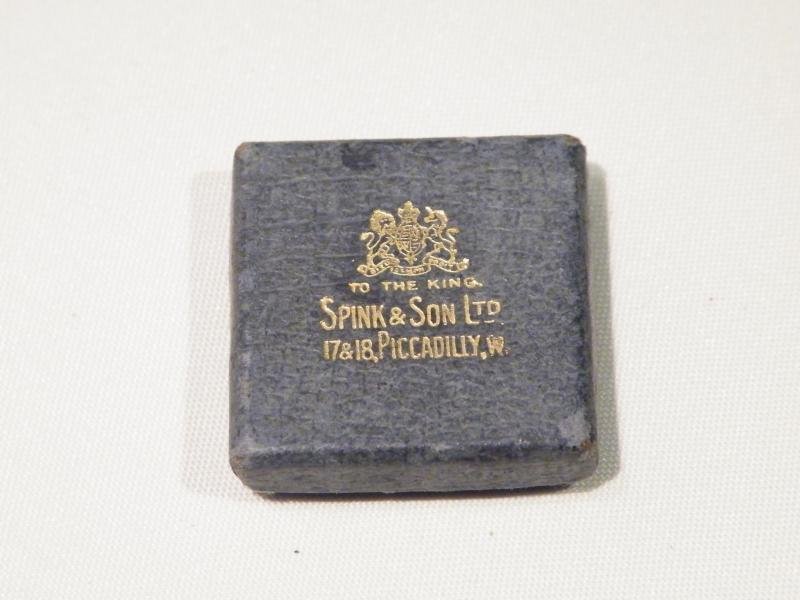 TO THE KING.
SPINK & SON LTD
17&18, PICCADILLY, W.